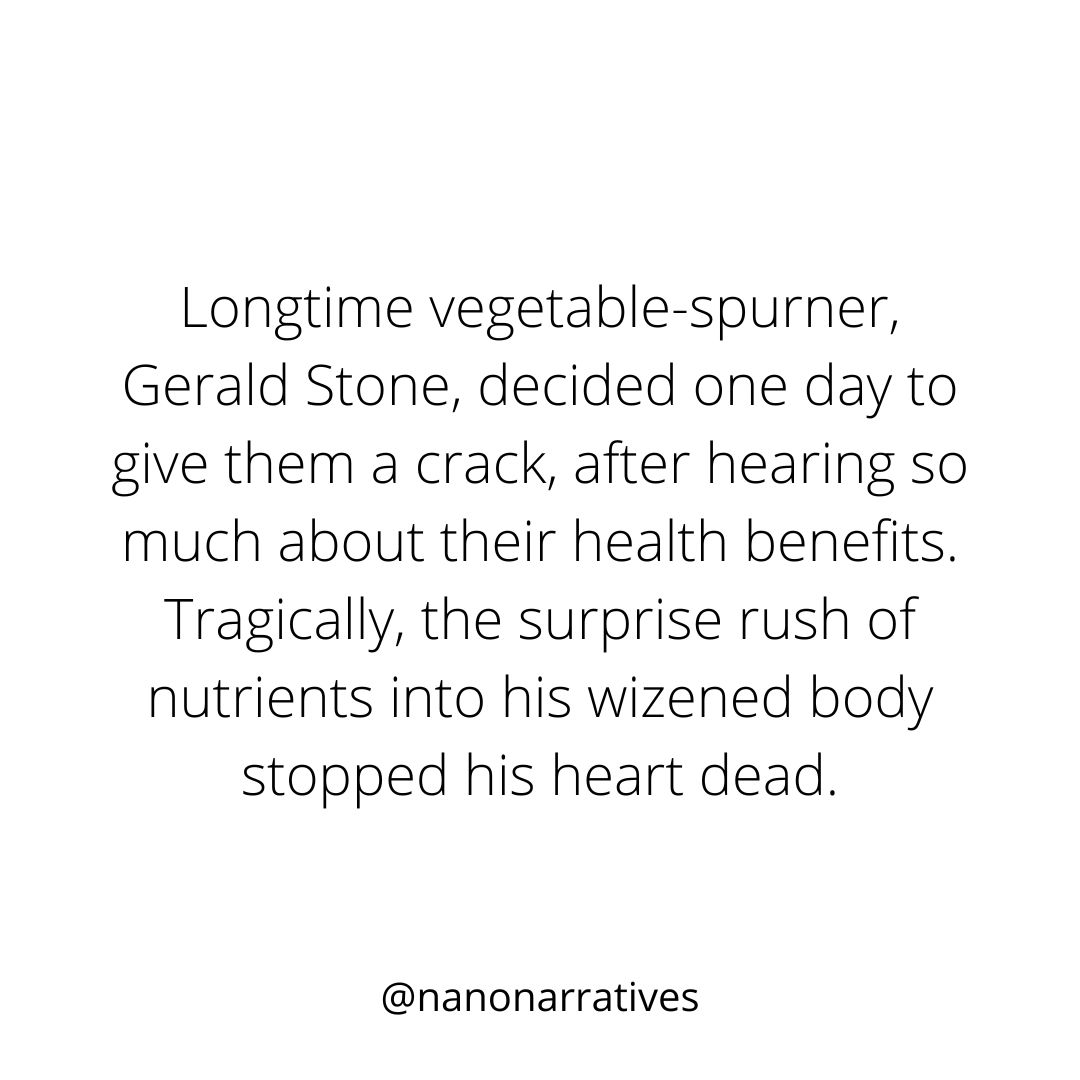 Longtime vegetable-spurner,
Gerald Stone, decided one day to
give them a crack, after hearing so
much about their health benefits.
Tragically, the surprise rush of
nutrients into his wizened body
stopped his heart dead.
@nanonarratives